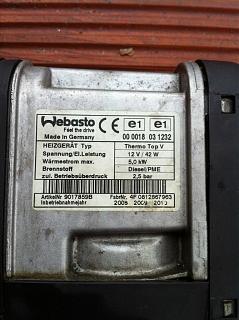 Webasto
Feel the drive
Made in Germany
CE e1 e1
00 0018 03 1232
HEIZGERÄT Typ Thermo Top V
Spannung/El.Leistung 12 V / 42 W
Wärmestrom max. 5,0 kW
Brennstoff Diesel/PME
zul. Betriebsüberdruck 2,5 bar
ArtikelNr 9017859B FabrNr. 4F0812867963
Inbetriebnahmejahr 2008 2009 2010